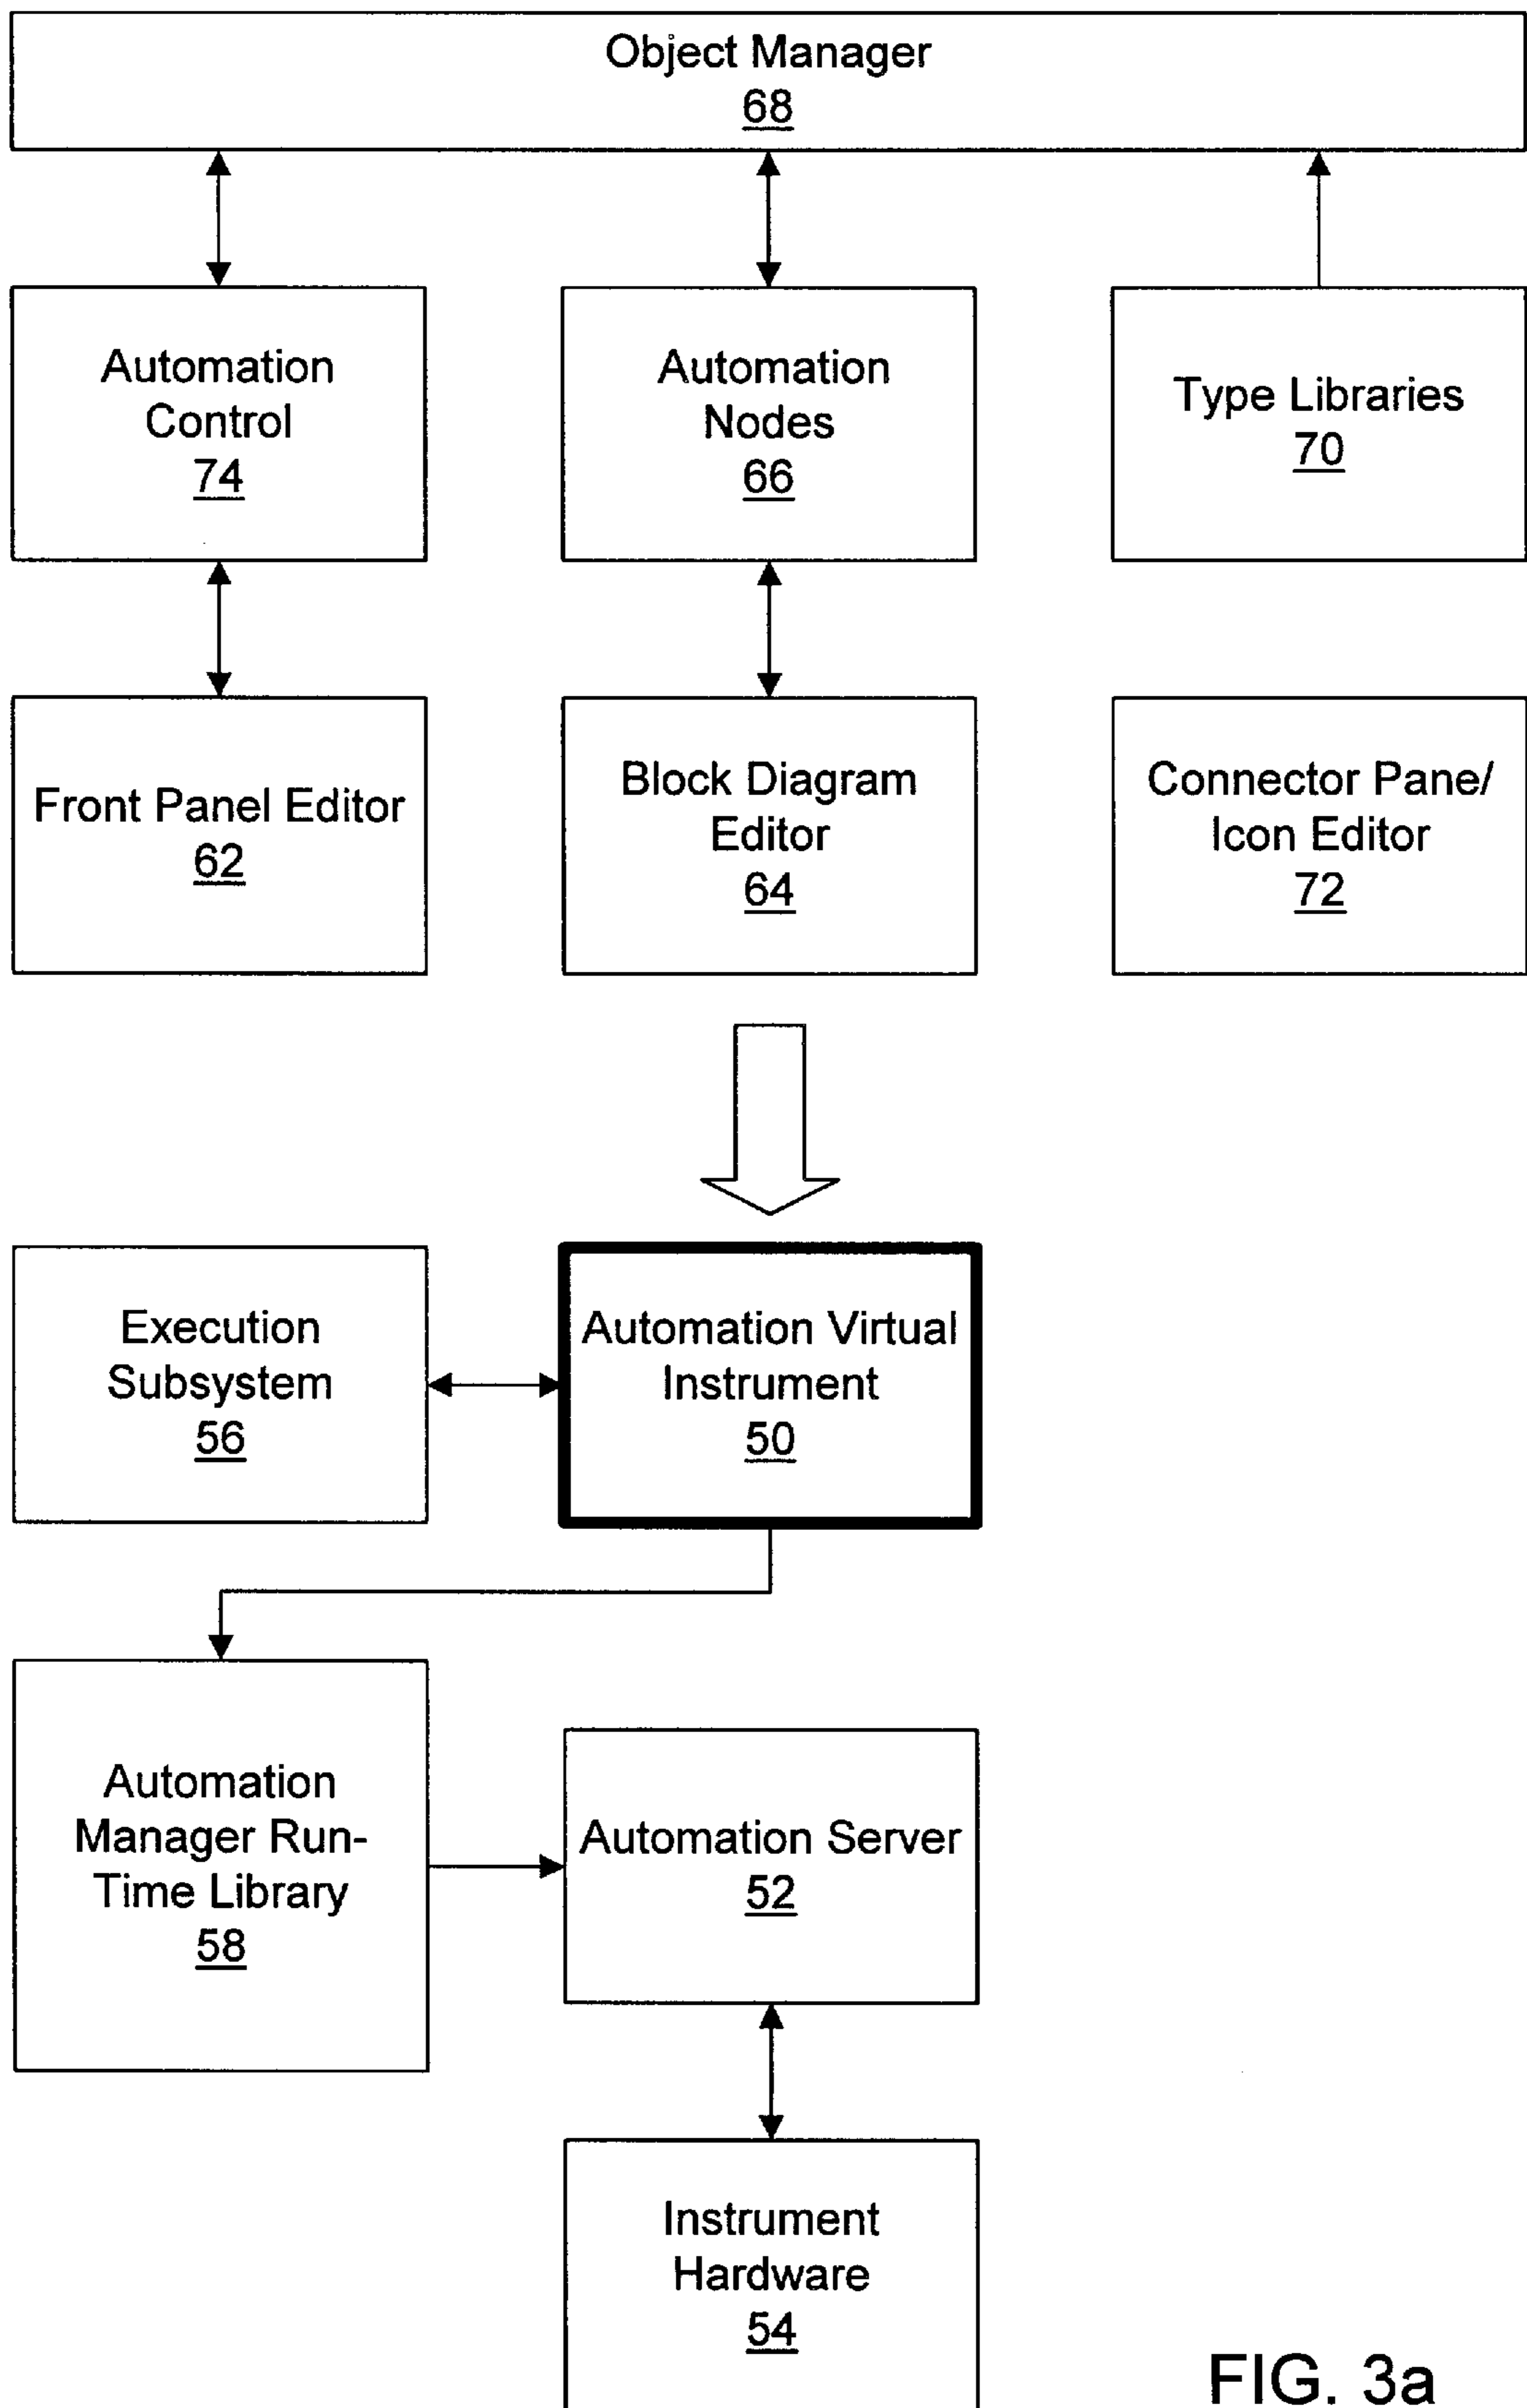 Object Manager
68
Automation
Control
74
Automation
Nodes
66
Type Libraries
70
Front Panel Editor
62
Block Diagram
Editor
64
Connector Pane/
Icon Editor
72
Execution
Subsystem
56
Automation Virtual
Instrument
50
Automation
Manager Run-
Time Library
58
Automation Server
52
Instrument
Hardware
54
FIG. 3a